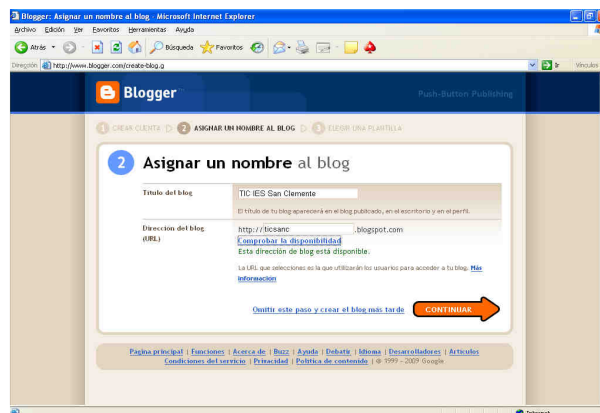 Blogger: Asignar un nombre al blog - Microsoft Internet Explorer
Archivo Edición Ver Favoritos Herramientas Ayuda
Atrás Búsqueda Favoritos
Dirección http://www.blogger.com/create-blog.g Ir Vínculos
Blogger Push-Button Publishing
1 CREAR CUENTA 2 ASIGNAR UN NOMBRE AL BLOG 3 ELEGIR UNA PLANTILLA
2 Asignar un nombre al blog
Título del blog TIC IES San Clemente
El título de tu blog aparecerá en el blog publicado, en el escritorio y en el perfil.
Dirección del blog http://ticsanc.blogspot.com
(URL) Comprobar la disponibilidad
Esta dirección de blog está disponible.
La URL que selecciones es la que utilizarán los usuarios para acceder a tu blog. Más
información
Omitir este paso y crear el blog más tarde CONTINUAR
Página principal | Funciones | Acerca de | Buzz | Ayuda | Debatir | Idioma | Desarrolladores | Artículos
Condiciones del servicio | Privacidad | Política de contenido | © 1999 - 2009 Google
Internet